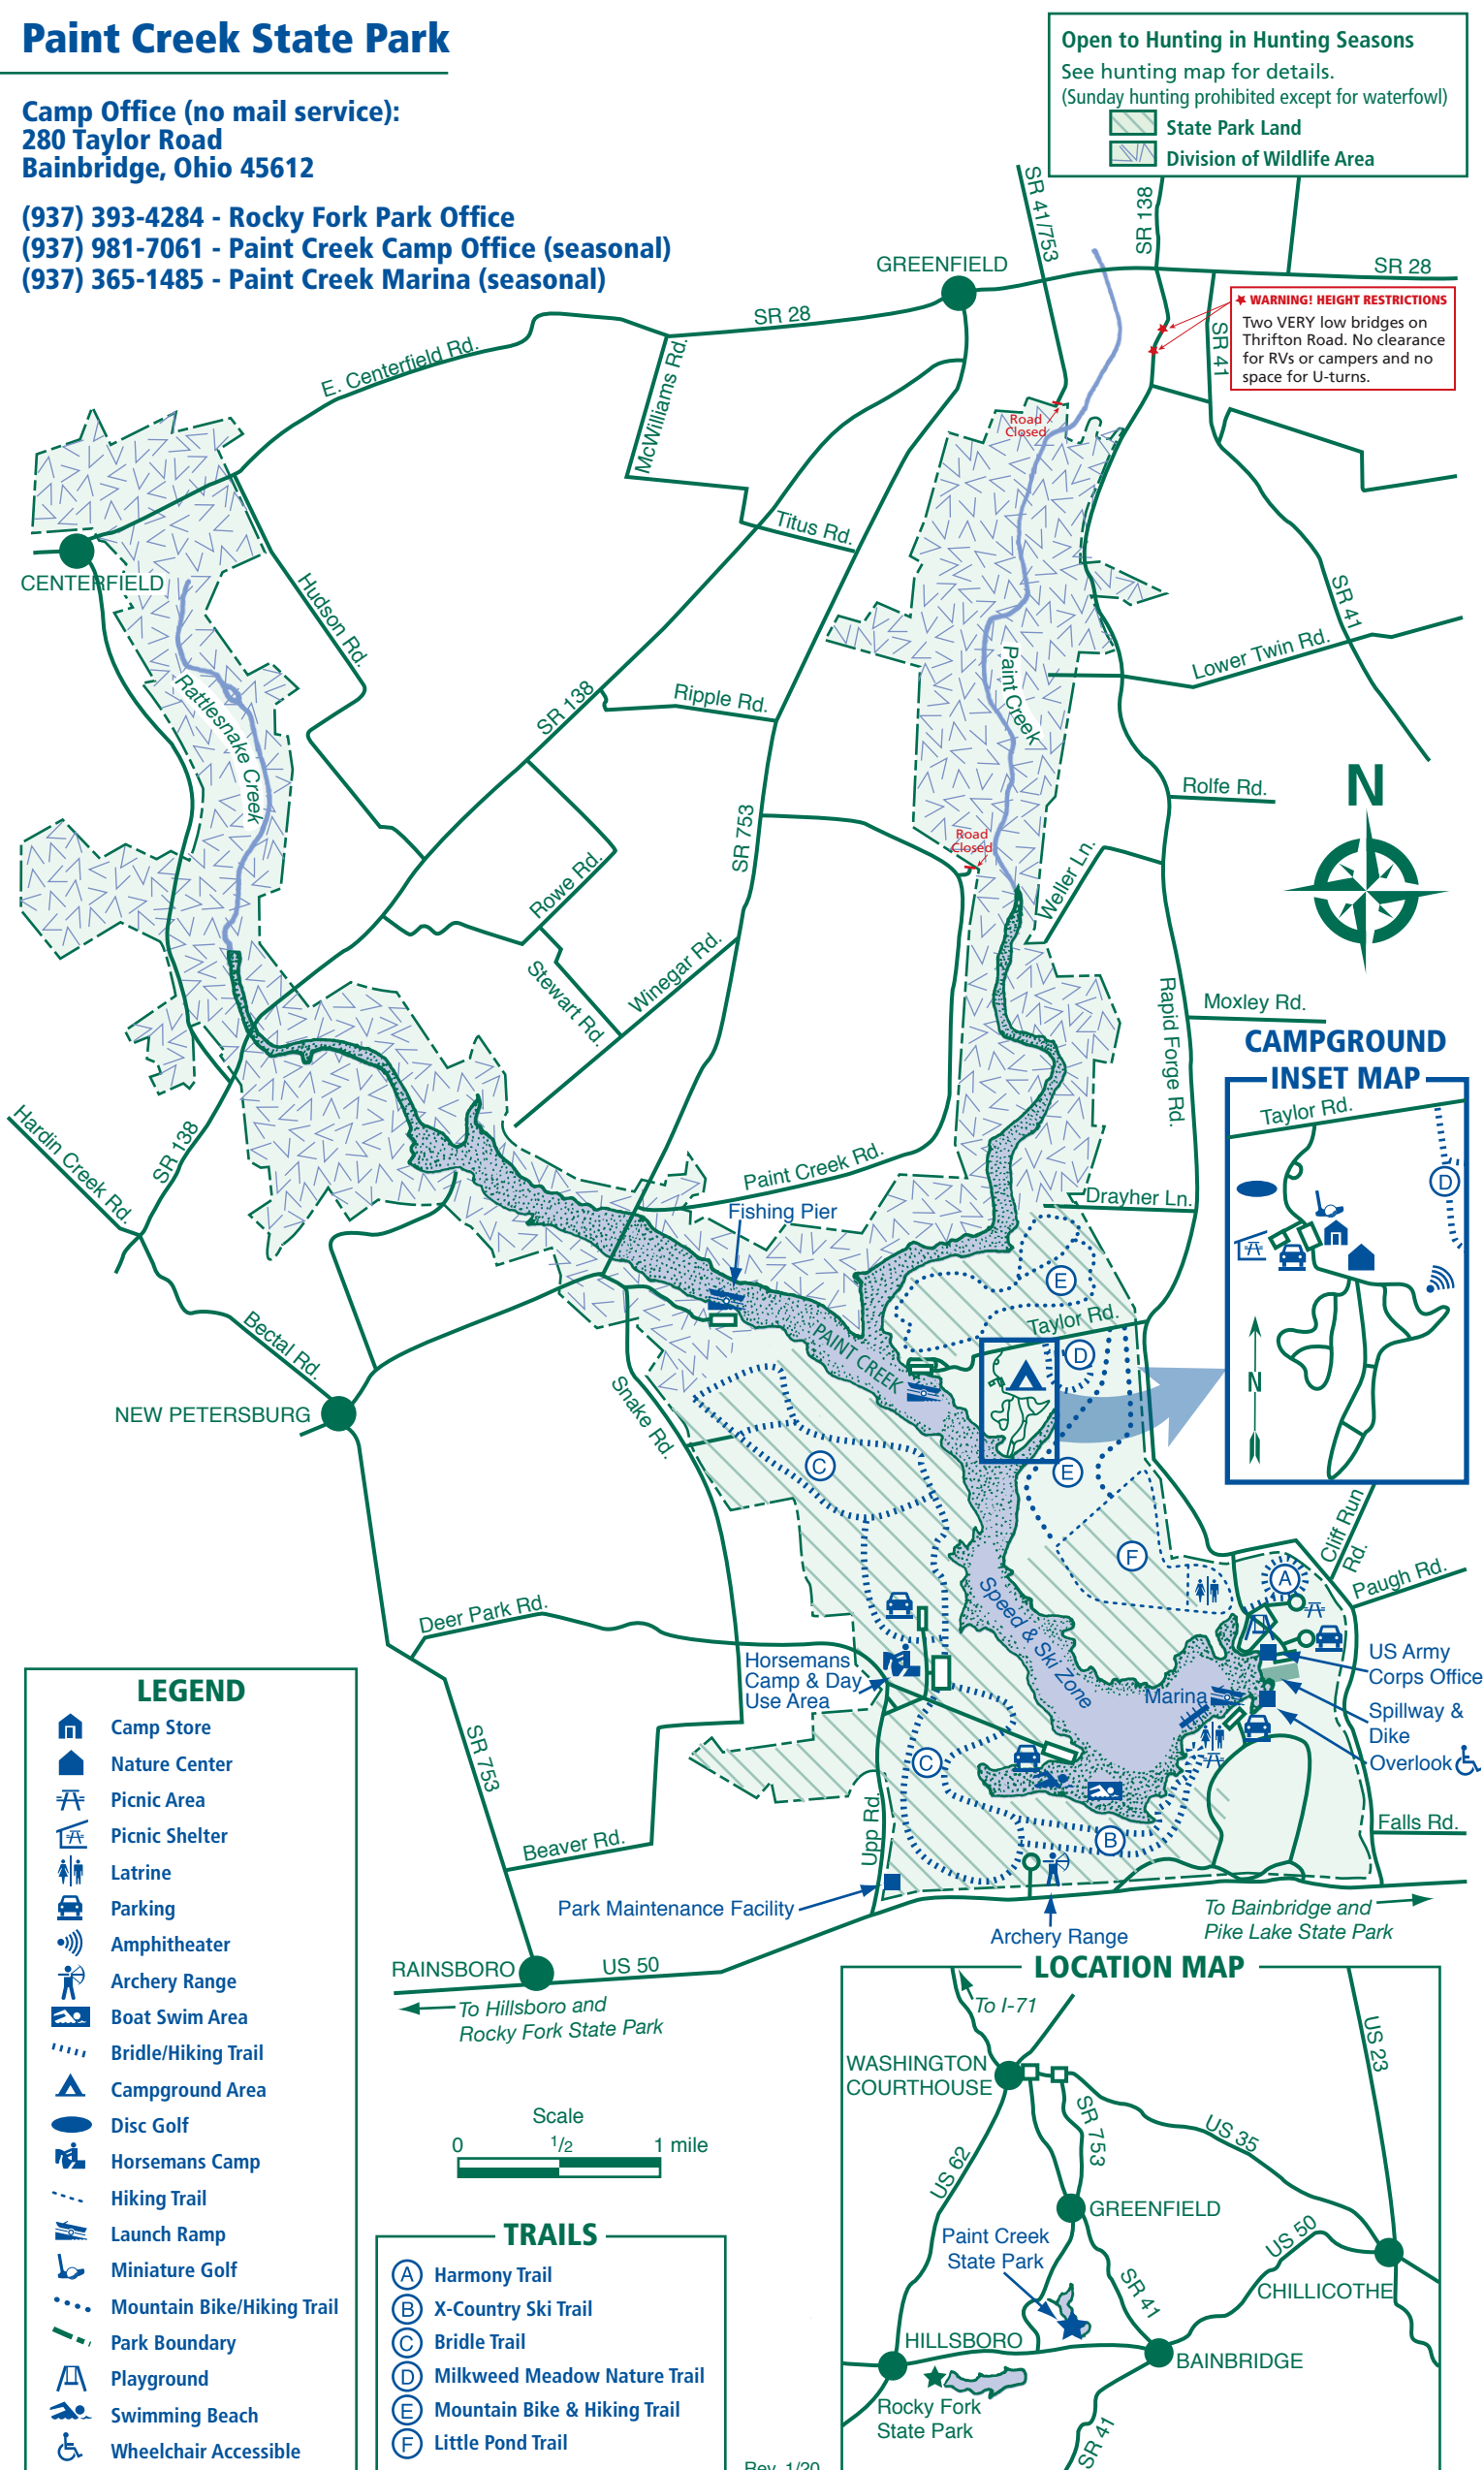 Paint Creek State Park
Camp Office (no mail service):
280 Taylor Road
Bainbridge, Ohio 45612
(937) 393-4284 - Rocky Fork Park Office
(937) 981-7061 - Paint Creek Camp Office (seasonal)
(937) 365-1485 - Paint Creek Marina (seasonal)
Open to Hunting in Hunting Seasons
See hunting map for details.
(Sunday hunting prohibited except for waterfowl)
State Park Land
Division of Wildlife Area
SR 41/753
SR 138
GREENFIELD
SR 28
SR 28
WARNING! HEIGHT RESTRICTIONS
Two VERY low bridges on
Thrifton Road. No clearance
for RVs or campers and no
space for U-turns.
SR 41
E. Centerfield Rd.
McWilliams Rd.
Road
Closed
Titus Rd.
CENTERFIELD
Hudson Rd.
SR 41
Lower Twin Rd.
Paint Creek
Rattlesnake Creek
SR 138
Ripple Rd.
N
Rolfe Rd.
SR 753
Road
Closed
Weller Ln.
Rowe Rd.
Stewart Rd.
Winegar Rd.
Rapid Forge Rd.
Moxley Rd.
CAMPGROUND
INSET MAP
Taylor Rd.
D
N
Hardin Creek Rd.
SR 138
Paint Creek Rd.
Drayher Ln.
Fishing Pier
E
Taylor Rd.
D
PAINT CREEK
Bectal Rd.
NEW PETERSBURG
Snake Rd.
C
E
F
Cliff Run
Rd.
Paugh Rd.
A
Deer Park Rd.
Speed & Ski Zone
Horsemans
Camp & Day
Use Area
US Army
Corps Office
Marina
Spillway &
Dike
Overlook
C
SR 753
Upp Rd.
Falls Rd.
B
Beaver Rd.
Park Maintenance Facility
Archery Range
To Bainbridge and
Pike Lake State Park
RAINSBORO
US 50
To Hillsboro and
Rocky Fork State Park
LEGEND
Camp Store
Nature Center
Picnic Area
Picnic Shelter
Latrine
Parking
Amphitheater
Archery Range
Boat Swim Area
Bridle/Hiking Trail
Campground Area
Disc Golf
Horsemans Camp
Hiking Trail
Launch Ramp
Miniature Golf
Mountain Bike/Hiking Trail
Park Boundary
Playground
Swimming Beach
Wheelchair Accessible
Scale
0 1/2 1 mile
TRAILS
A Harmony Trail
B X-Country Ski Trail
C Bridle Trail
D Milkweed Meadow Nature Trail
E Mountain Bike & Hiking Trail
F Little Pond Trail
Rev. 1/20
LOCATION MAP
To I-71
WASHINGTON
COURTHOUSE
US 23
SR 753
US 35
US 62
GREENFIELD
Paint Creek
State Park
US 50
SR 41
CHILLICOTHE
HILLSBORO
BAINBRIDGE
Rocky Fork
State Park
SR 41